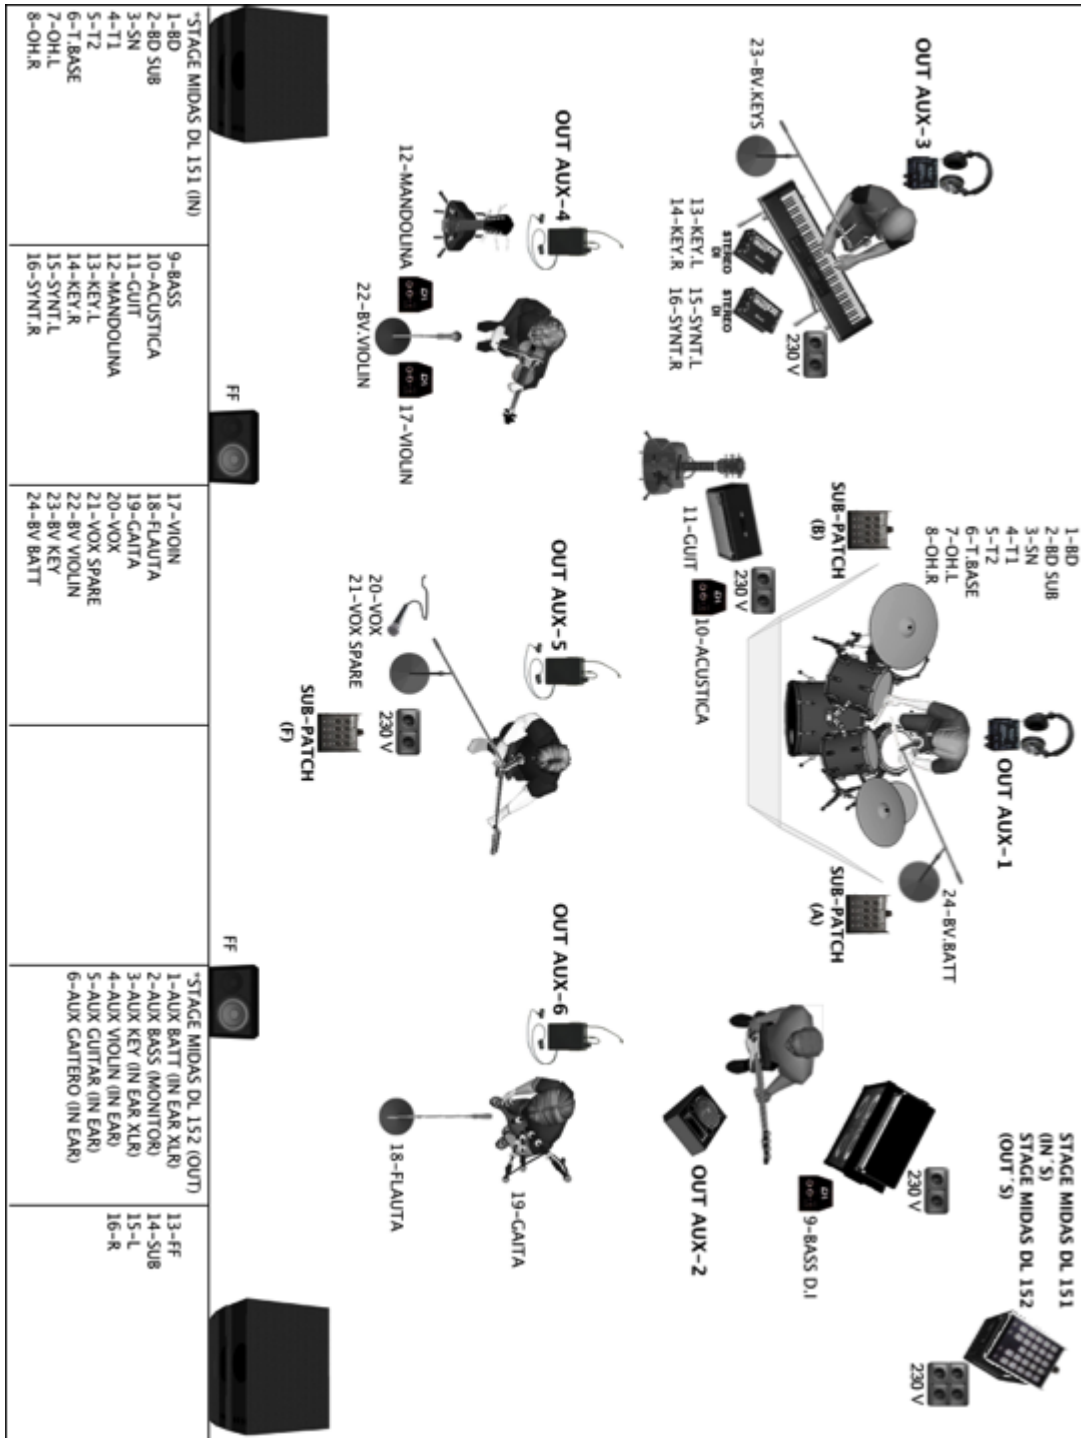 1-BD
2-BD SUB
3-SN
4-T1
5-T2
6-T.BASE
7-OH.L
8-OH.R
STAGE MIDAS DL 151
(IN´S)
STAGE MIDAS DL 152
(OUT´S)
230 V
OUT AUX-3
23-BV.KEYS
13-KEY.L
14-KEY.R
STEREO
DI
15-SYNT.L
16-SYNT.R
STEREO
DI
230 V
SUB-PATCH
(B)
OUT AUX-1
24-BV.BATT
SUB-PATCH
(A)
230 V
9-BASS D.I
OUT AUX-2
11-GUIT
230 V
10-ACUSTICA
OUT AUX-4
12-MANDOLINA
22-BV.VIOLIN
17-VIOLIN
OUT AUX-5
20-VOX
21-VOX SPARE
230 V
SUB-PATCH
(F)
OUT AUX-6
19-GAITA
18-FLAUTA
FF
FF
*STAGE MIDAS DL 151 (IN)
1-BD
2-BD SUB
3-SN
4-T1
5-T2
6-T.BASE
7-OH.L
8-OH.R
9-BASS
10-ACUSTICA
11-GUIT
12-MANDOLINA
13-KEY.L
14-KEY.R
15-SYNT.L
16-SYNT.R
17-VIOIN
18-FLAUTA
19-GAITA
20-VOX
21-VOX SPARE
22-BV VIOLIN
23-BV KEY
24-BV BATT
*STAGE MIDAS DL 152 (OUT)
1-AUX BATT (IN EAR XLR)
2-AUX BASS (MONITOR)
3-AUX KEY (IN EAR XLR)
4-AUX VIOLIN (IN EAR)
5-AUX GUITAR (IN EAR)
6-AUX GAITERO (IN EAR)
13-FF
14-SUB
15-L
16-R